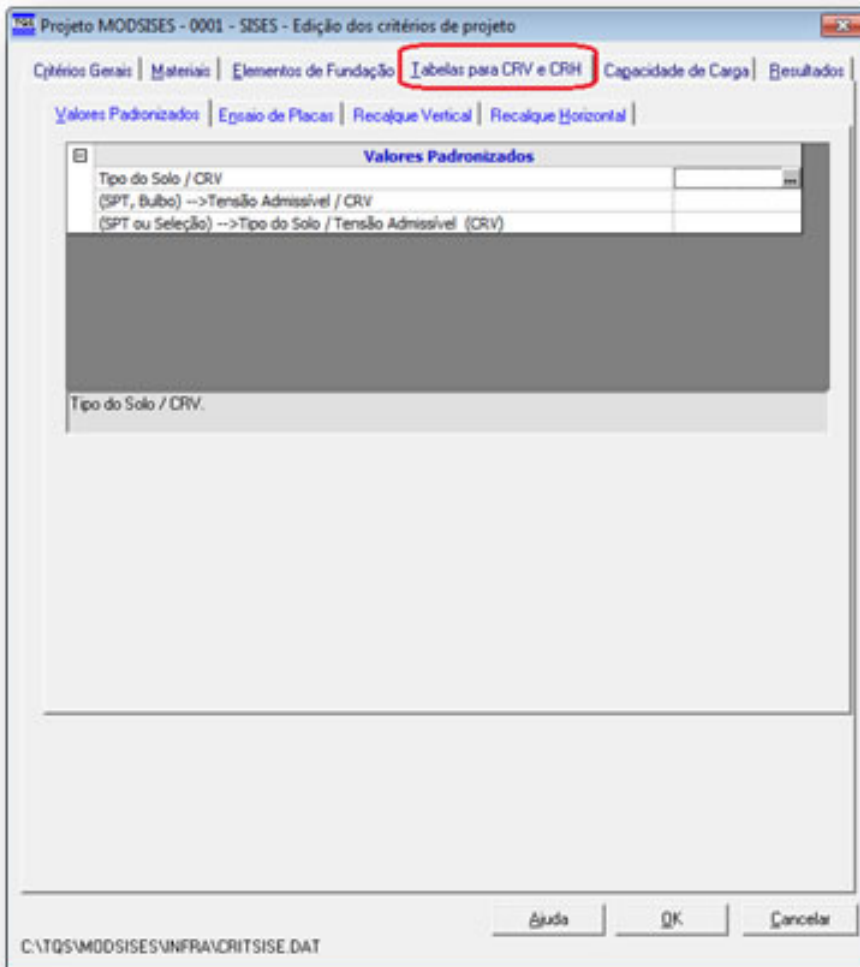 TQS Projeto MODSISES - 0001 - SISES - Edição dos critérios de projeto
Critérios Gerais | Materiais | Elementos de Fundação | Tabelas para CRV e CRH | Capacidade de Carga | Resultados
Valores Padronizados | Ensaio de Placas | Recalque Vertical | Recalque Horizontal
Valores Padronizados
Tipo do Solo / CRV ...
(SPT, Bulbo) -->Tensão Admissível / CRV
(SPT ou Seleção) -->Tipo do Solo / Tensão Admissível (CRV)
Tipo do Solo / CRV.
Ajuda OK Cancelar
C:\TQS\MODSISES\INFRA\CRITSISE.DAT